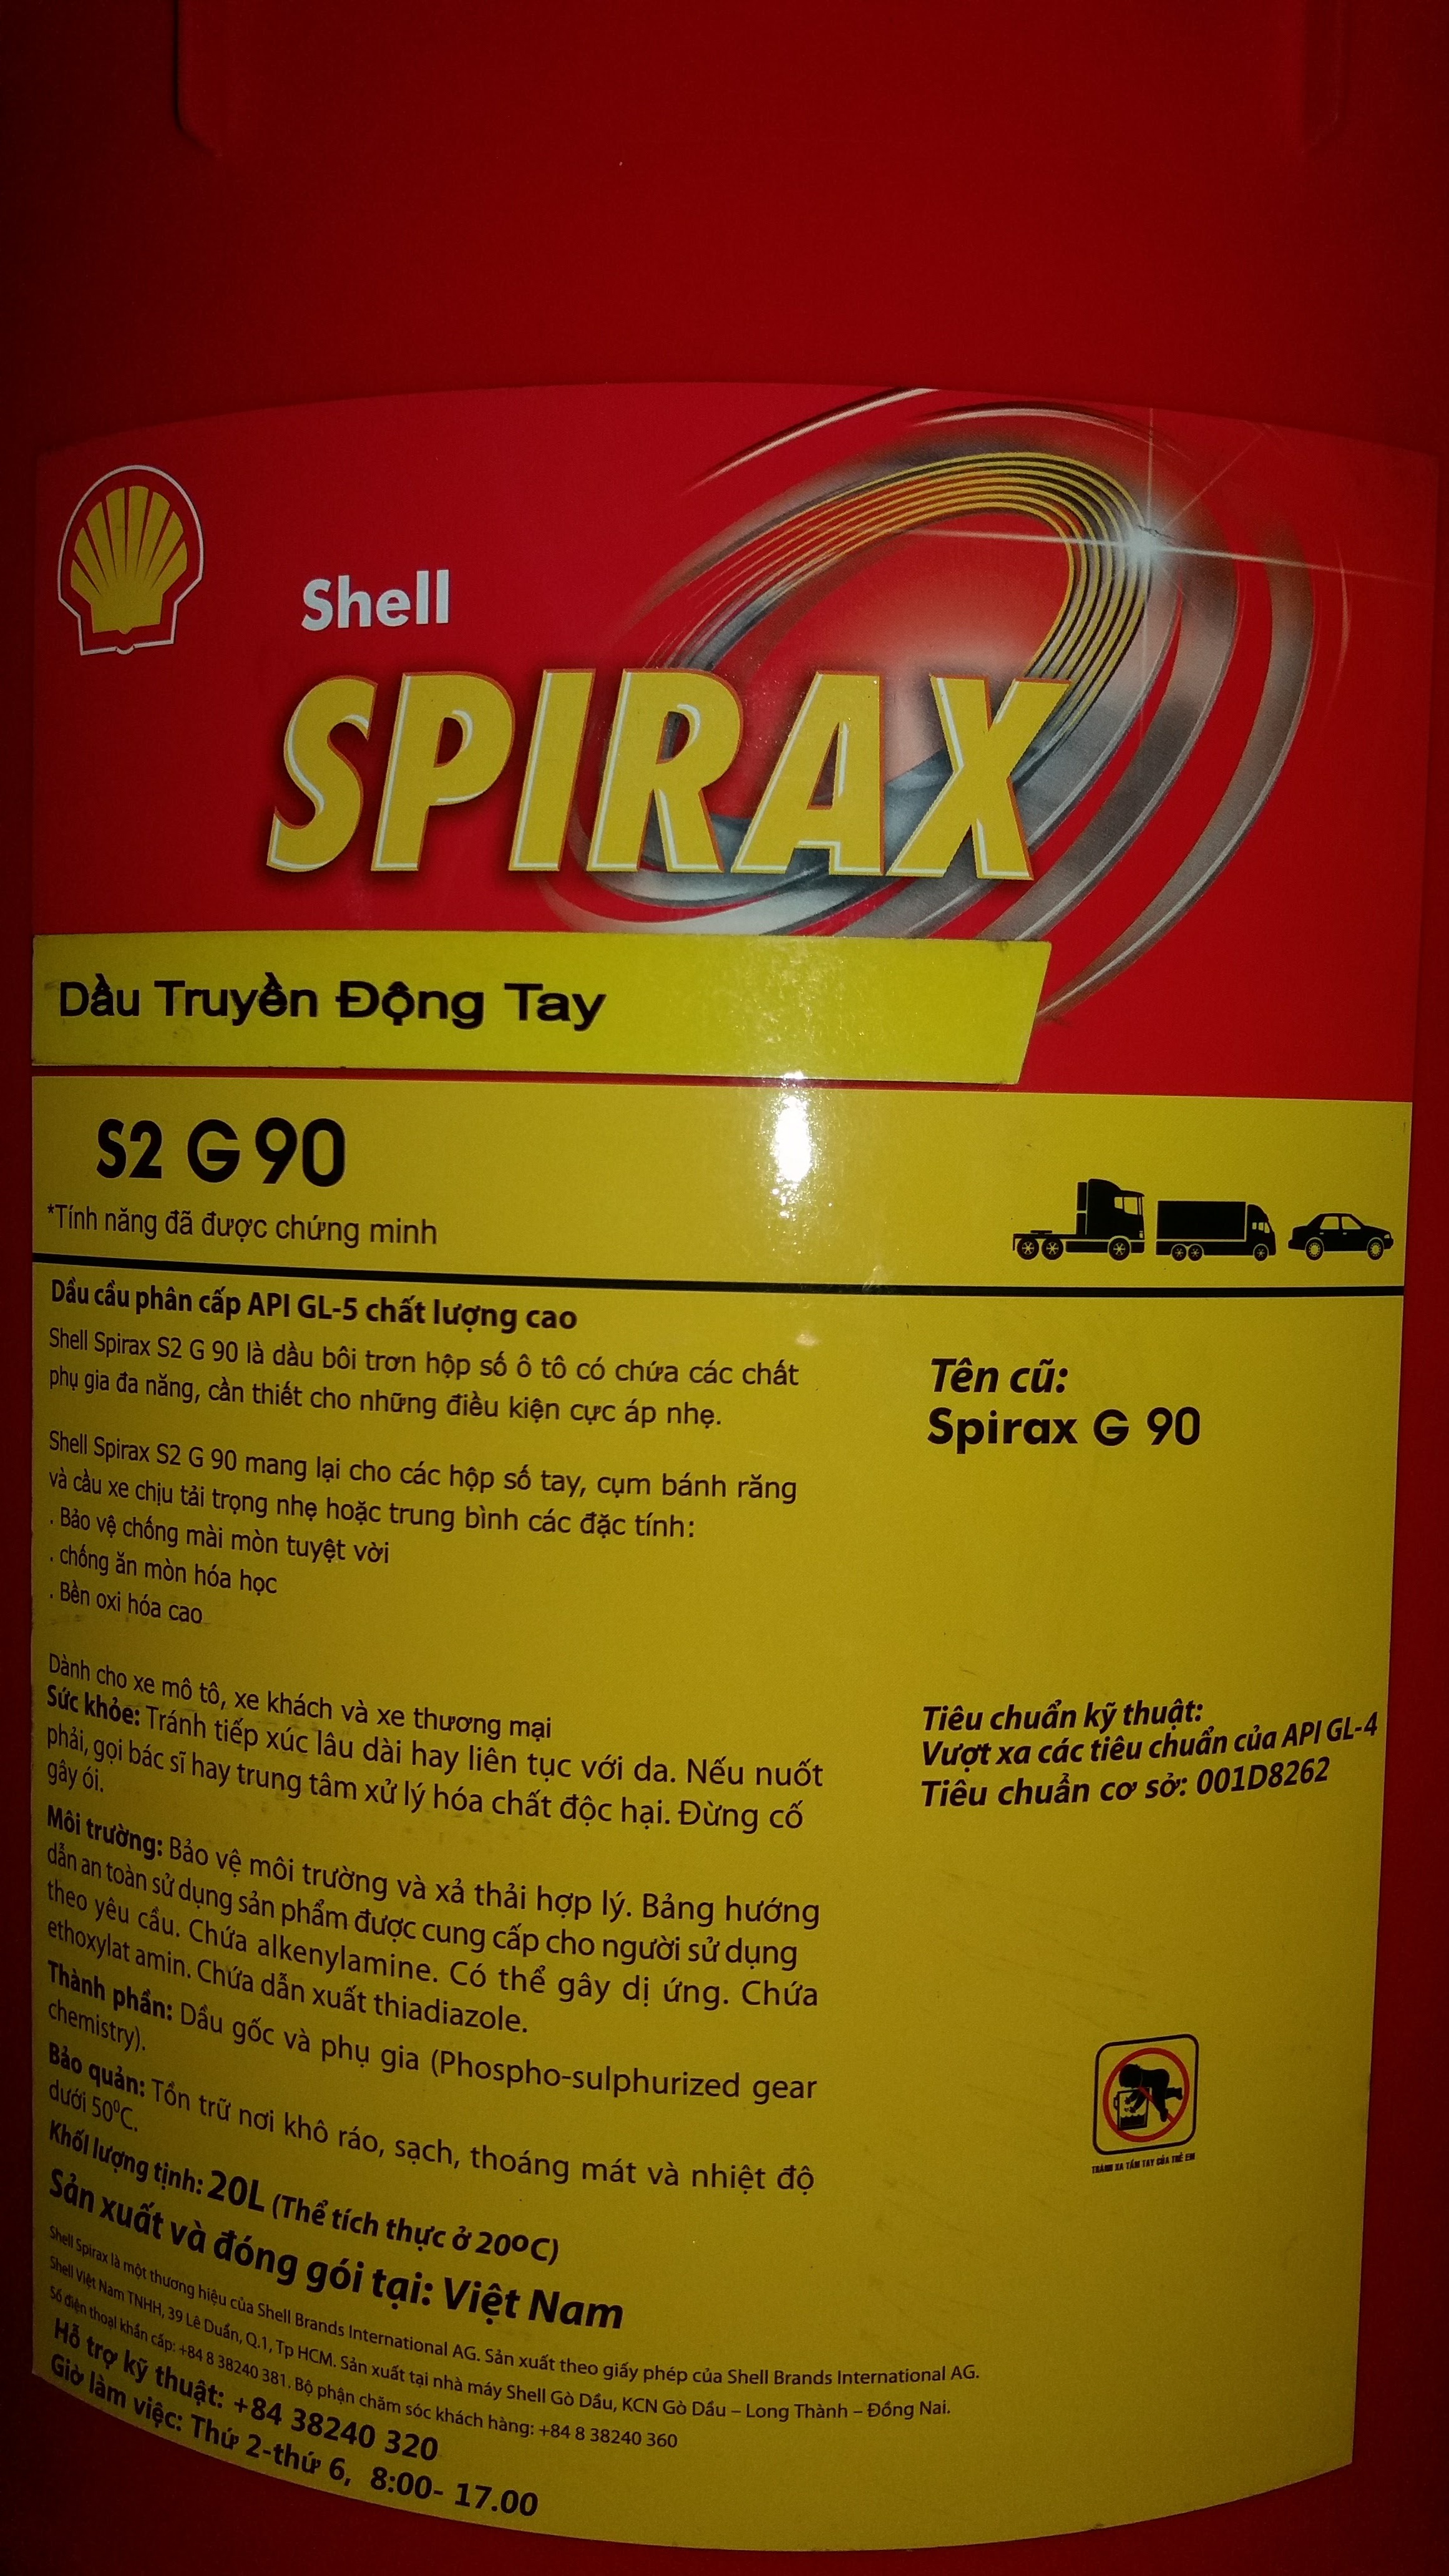 Shell
SPIRAX
Dầu Truyền Động Tay
S2 G 90
*Tính năng đã được chứng minh
Dầu cầu phân cấp API GL-5 chất lượng cao
Shell Spirax S2 G 90 là dầu bôi trơn hộp số ô tô có chứa các chất
phụ gia đa năng, cần thiết cho những điều kiện cực áp nhẹ.
Shell Spirax S2 G 90 mang lại cho các hộp số tay, cụm bánh răng
và cầu xe chịu tải trọng nhẹ hoặc trung bình các đặc tính:
. Bảo vệ chống mài mòn tuyệt vời
. chống ăn mòn hóa học
. Bền oxi hóa cao
Dành cho xe mô tô, xe khách và xe thương mại
Sức khỏe: Tránh tiếp xúc lâu dài hay liên tục với da. Nếu nuốt
phải, gọi bác sĩ hay trung tâm xử lý hóa chất độc hại. Đừng cố
gây ói.
Môi trường: Bảo vệ môi trường và xả thải hợp lý. Bảng hướng
dẫn an toàn sử dụng sản phẩm được cung cấp cho người sử dụng
theo yêu cầu. Chứa alkenylamine. Có thể gây dị ứng. Chứa
ethoxylat amin. Chứa dẫn xuất thiadiazole.
Thành phần: Dầu gốc và phụ gia (Phospho-sulphurized gear
chemistry).
Bảo quản: Tồn trữ nơi khô ráo, sạch, thoáng mát và nhiệt độ
dưới 50⁰C.
Khối lượng tịnh: 20L (Thể tích thực ở 20ºC)
Sản xuất và đóng gói tại: Việt Nam
Shell Spirax là một thương hiệu của Shell Brands International AG. Sản xuất theo giấy phép của Shell Brands International AG.
Shell Việt Nam TNHH, 39 Lê Duẩn, Q.1, Tp HCM. Sản xuất tại nhà máy Shell Gò Dầu, KCN Gò Dầu – Long Thành – Đồng Nai.
Số điện thoại khẩn cấp: +84 8 38240 381. Bộ phận chăm sóc khách hàng: +84 8 38240 360
Hỗ trợ kỹ thuật: +84 38240 320
Giờ làm việc: Thứ 2-thứ 6, 8:00- 17.00
Tên cũ:
Spirax G 90
Tiêu chuẩn kỹ thuật:
Vượt xa các tiêu chuẩn của API GL-4
Tiêu chuẩn cơ sở: 001D8262
TRÁNH XA TẦM TAY CỦA TRẺ EM